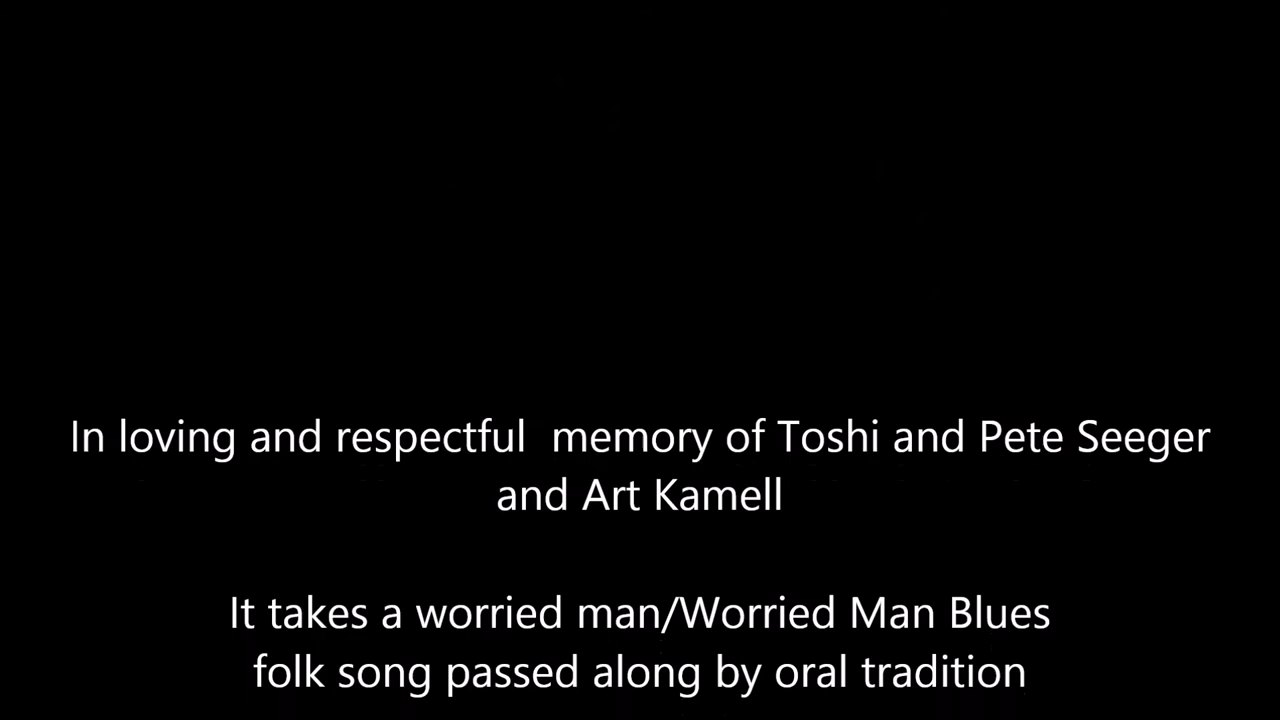 In loving and respectful  memory of Toshi and Pete Seeger
and Art Kamell
It takes a worried man/Worried Man Blues
folk song passed along by oral tradition